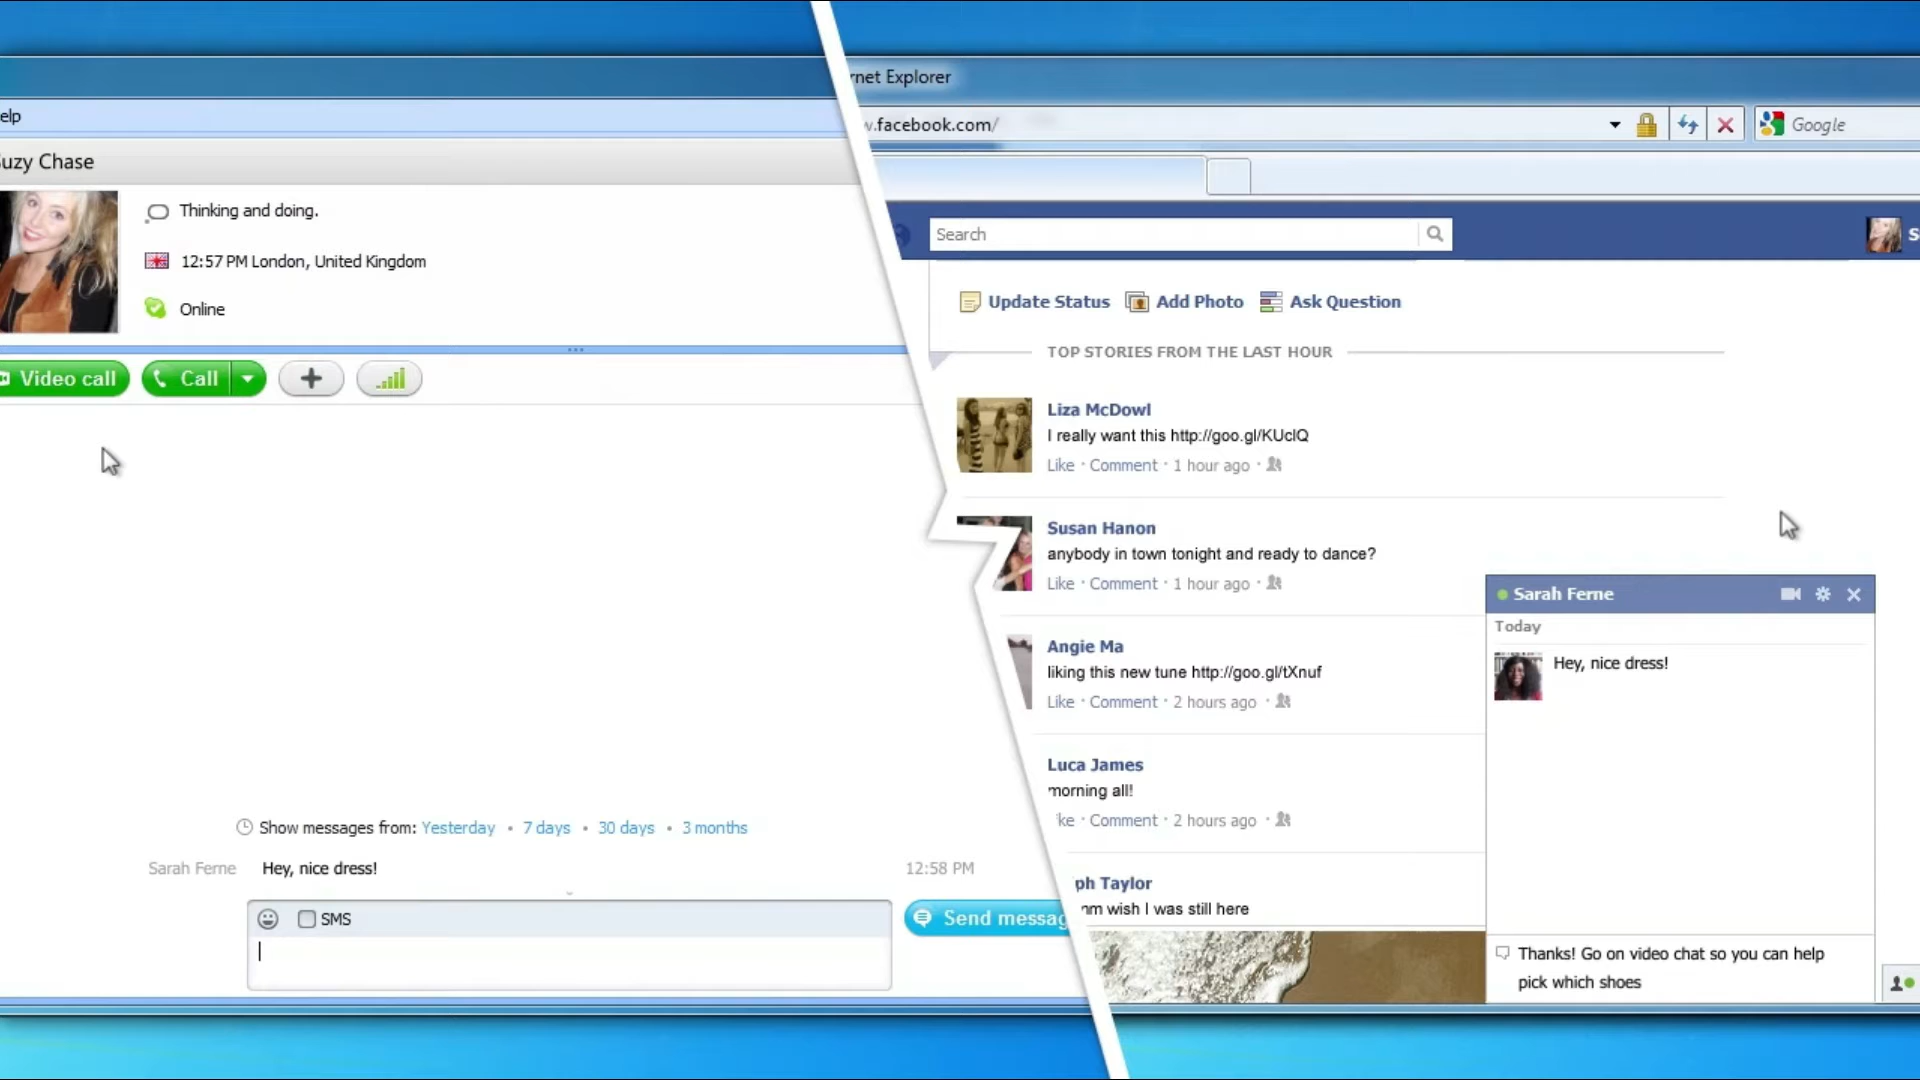 elp
uzy Chase
Thinking and doing.
12:57 PM London, United Kingdom
Online
Video call
Call
Show messages from: Yesterday • 7 days • 30 days • 3 months
Sarah Ferne Hey, nice dress! 12:58 PM
SMS
Send messag
rnet Explorer
w.facebook.com/
Google
Search
S
Update Status Add Photo Ask Question
TOP STORIES FROM THE LAST HOUR
Liza McDowl
I really want this http://goo.gl/KUclQ
Like · Comment · 1 hour ago ·
Susan Hanon
anybody in town tonight and ready to dance?
Like · Comment · 1 hour ago ·
Angie Ma
liking this new tune http://goo.gl/tXnuf
Like · Comment · 2 hours ago ·
Luca James
morning all!
ike · Comment · 2 hours ago ·
ph Taylor
mm wish I was still here
Sarah Ferne
Today
Hey, nice dress!
Thanks! Go on video chat so you can help
pick which shoes